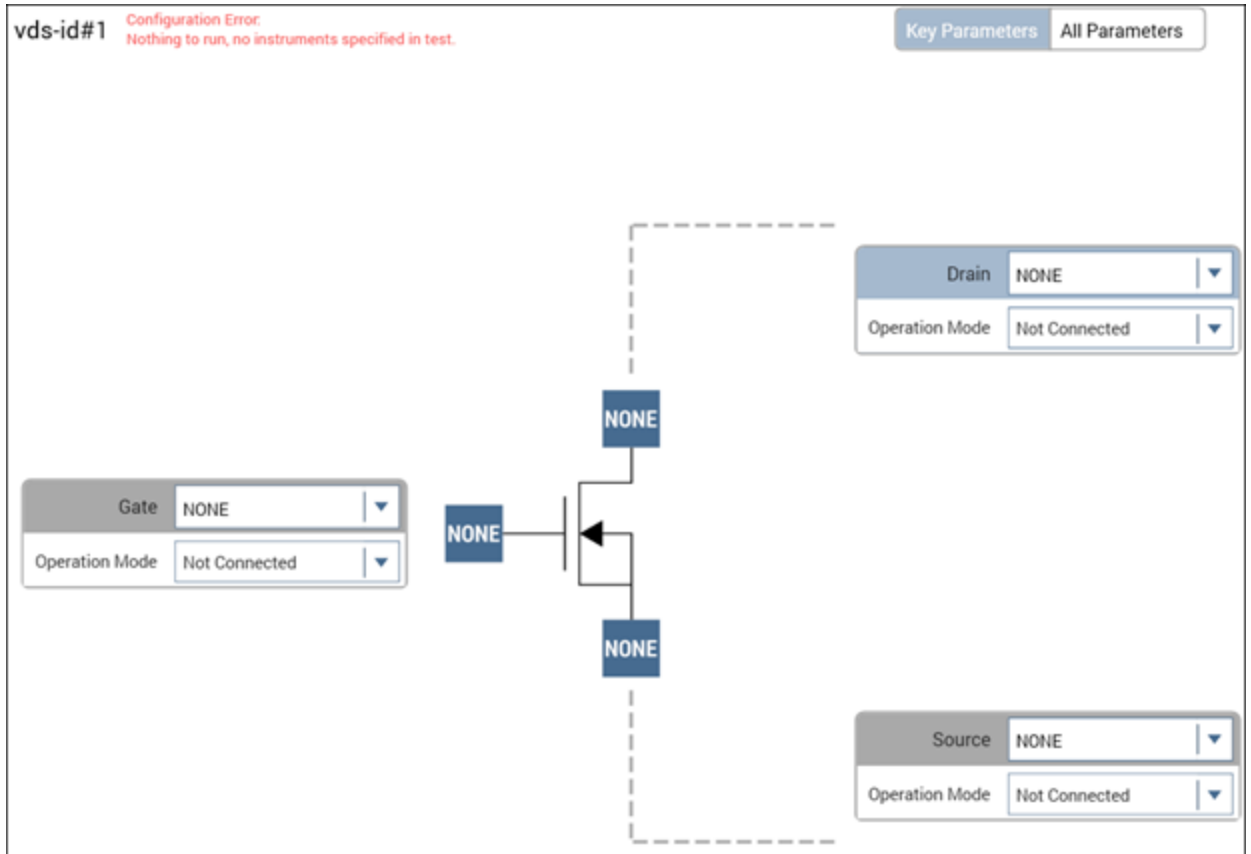 vds-id#1
Configuration Error:
Nothing to run, no instruments specified in test.
Key Parameters
All Parameters
Drain
NONE
Operation Mode
Not Connected
NONE
Gate
NONE
Operation Mode
Not Connected
NONE
NONE
Source
NONE
Operation Mode
Not Connected